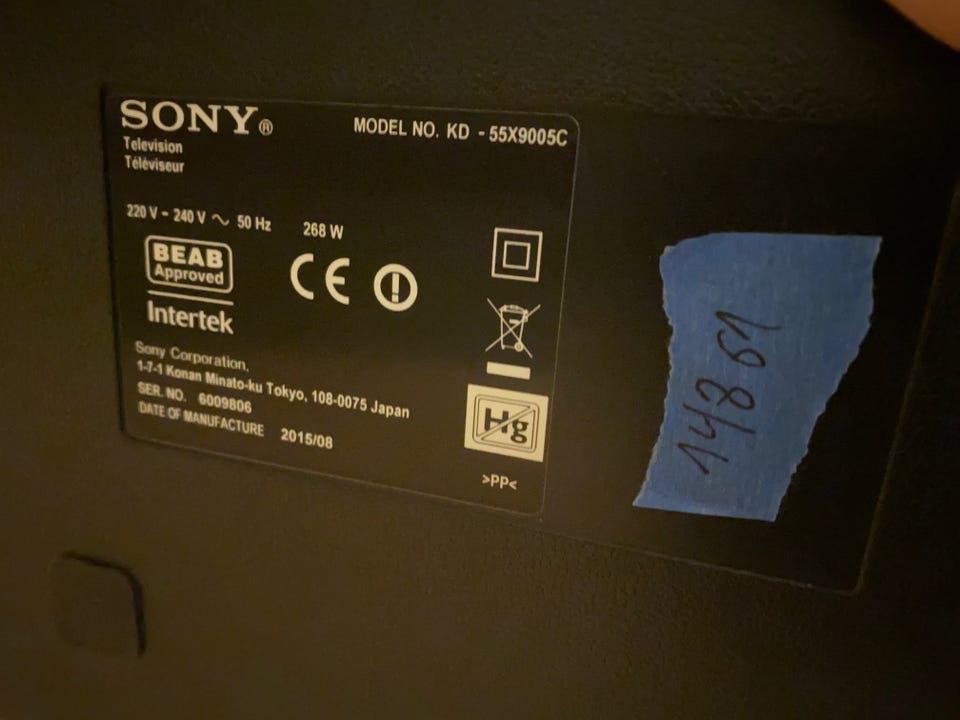 SONY®
MODEL NO. KD - 55X9005C
Television
Téléviseur
220 V - 240 V ~ 50 Hz 268 W
BEAB
Approved
Intertek
CE
Sony Corporation,
1-7-1 Konan Minato-ku Tokyo, 108-0075 Japan
SER. NO. 6009806
DATE OF MANUFACTURE 2015/08
Hg
>PP<